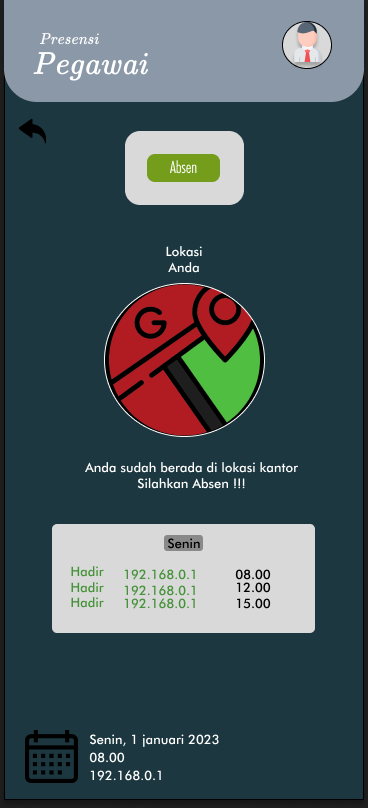 Presensi
Pegawai
Absen
Lokasi
Anda
G
Anda sudah berada di lokasi kantor
Silahkan Absen !!!
Senin
Hadir 192.168.0.1 08.00
Hadir 192.168.0.1 12.00
Hadir 192.168.0.1 15.00
Senin, 1 januari 2023
08.00
192.168.0.1